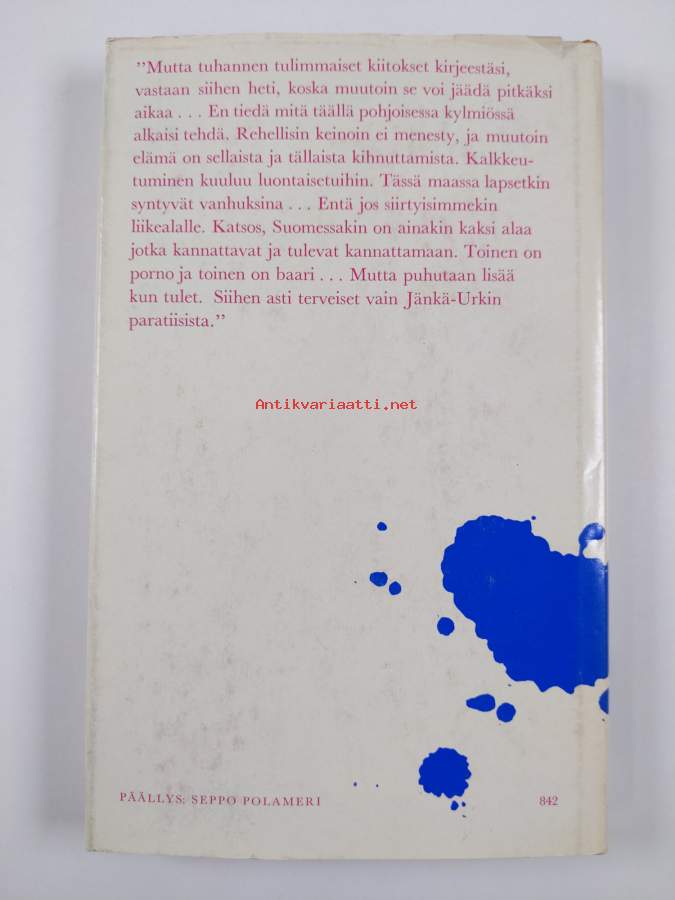 ”Mutta tuhannen tulimmaiset kiitokset kirjeestäsi,
vastaan siihen heti, koska muutoin se voi jäädä pitkäksi
aikaa . . . En tiedä mitä täällä pohjoisessa kylmiössä
alkaisi tehdä. Rehellisin keinoin ei menesty, ja muutoin
elämä on sellaista ja tällaista kihnuttamista. Kalkkeu-
tuminen kuuluu luontaisetuihin. Tässä maassa lapsetkin
syntyvät vanhuksina . . . Entä jos siirtyisimmekin
liikealalle. Katsos, Suomessakin on ainakin kaksi alaa
jotka kannattavat ja tulevat kannattamaan. Toinen on
porno ja toinen on baari . . . Mutta puhutaan lisää
kun tulet. Siihen asti terveiset vain Jänkä-Urkin
paratiisista.”
Antikvariaatti.net
PÄÄLLYS: SEPPO POLAMERI
842